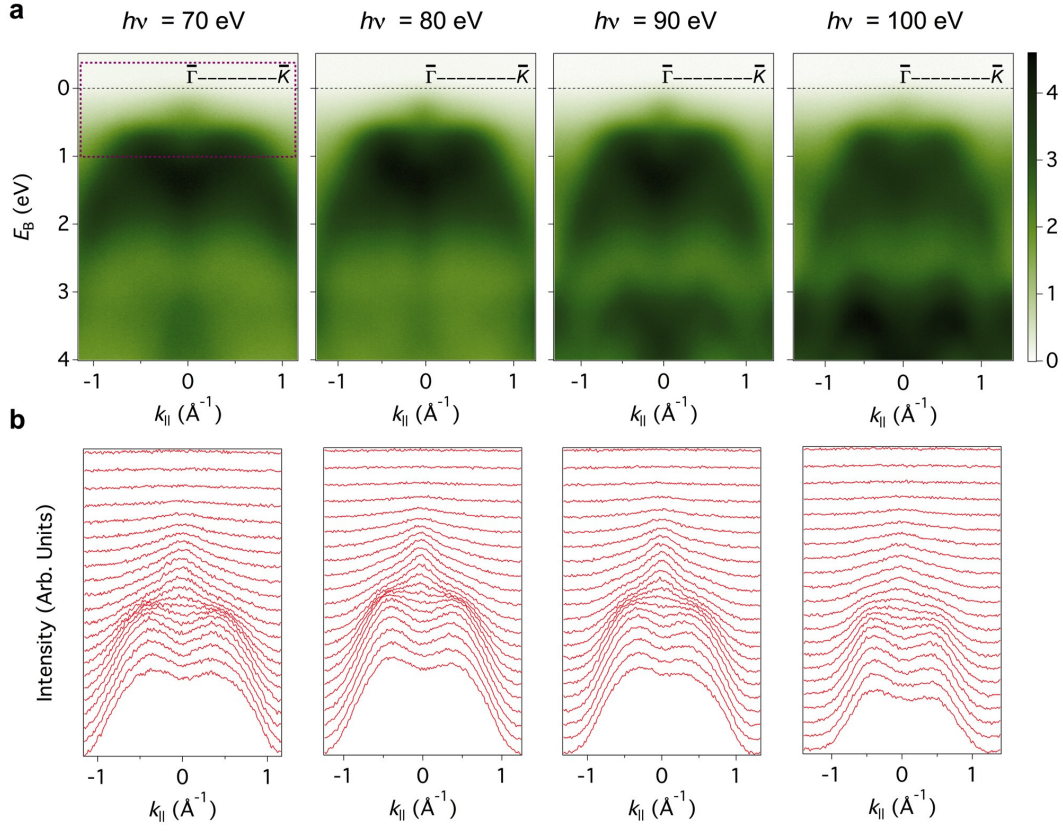 a
hν = 70 eV
hν = 80 eV
hν = 90 eV
hν = 100 eV
Γ̅--------K̅
Γ̅--------K̅
Γ̅--------K̅
Γ̅--------K̅
0
1
2
3
4
E_B (eV)
4
3
2
1
0
-1 0 1
-1 0 1
-1 0 1
-1 0 1
k_|| (Å⁻¹)
k_|| (Å⁻¹)
k_|| (Å⁻¹)
k_|| (Å⁻¹)
b
Intensity (Arb. Units)
-1 0 1
-1 0 1
-1 0 1
-1 0 1
k_|| (Å⁻¹)
k_|| (Å⁻¹)
k_|| (Å⁻¹)
k_|| (Å⁻¹)